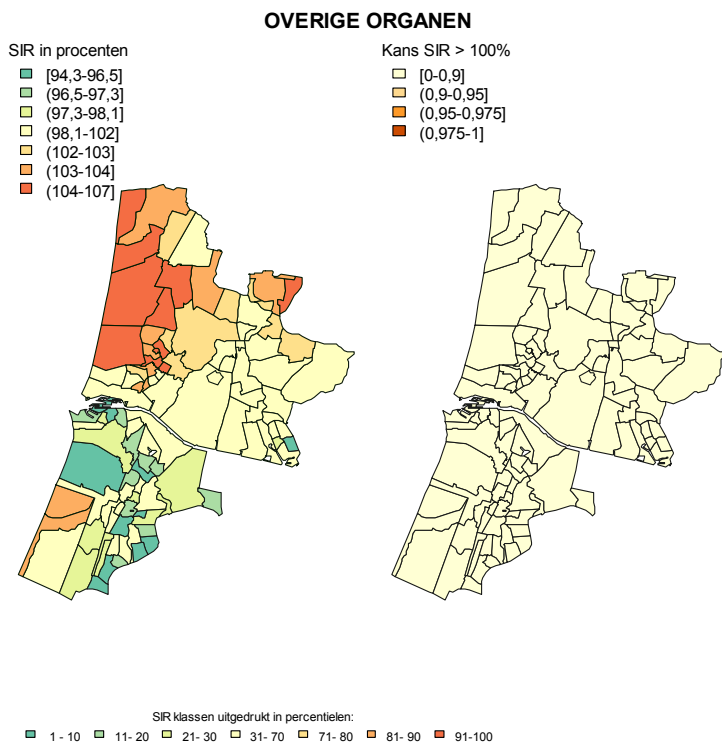 OVERIGE ORGANEN
SIR in procenten
[94,3-96,5]
(96,5-97,3]
(97,3-98,1]
(98,1-102]
(102-103]
(103-104]
(104-107]
Kans SIR > 100%
[0-0,9]
(0,9-0,95]
(0,95-0,975]
(0,975-1]
SIR klassen uitgedrukt in percentielen:
1 - 10 11- 20 21- 30 31- 70 71- 80 81- 90 91-100